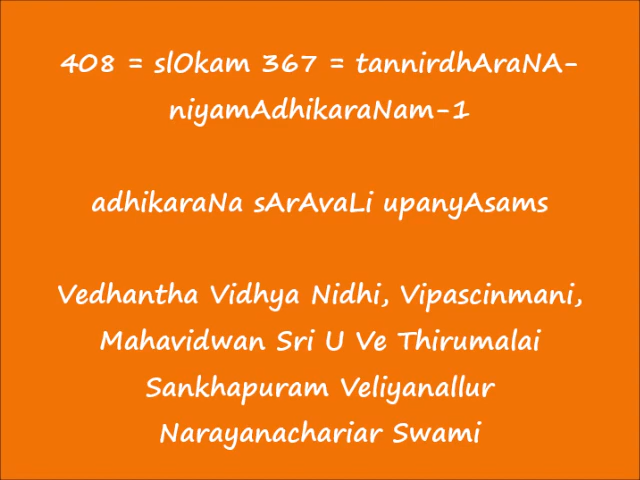 408 = slOkam 367 = tannirdhAraNA-
niyamAdhikaraNam-1
adhikaraNa sArAvaLi upanyAsams
Vedhantha Vidhya Nidhi, Vipascinmani,
Mahavidwan Sri U Ve Thirumalai
Sankhapuram Veliyanallur
Narayanachariar Swami